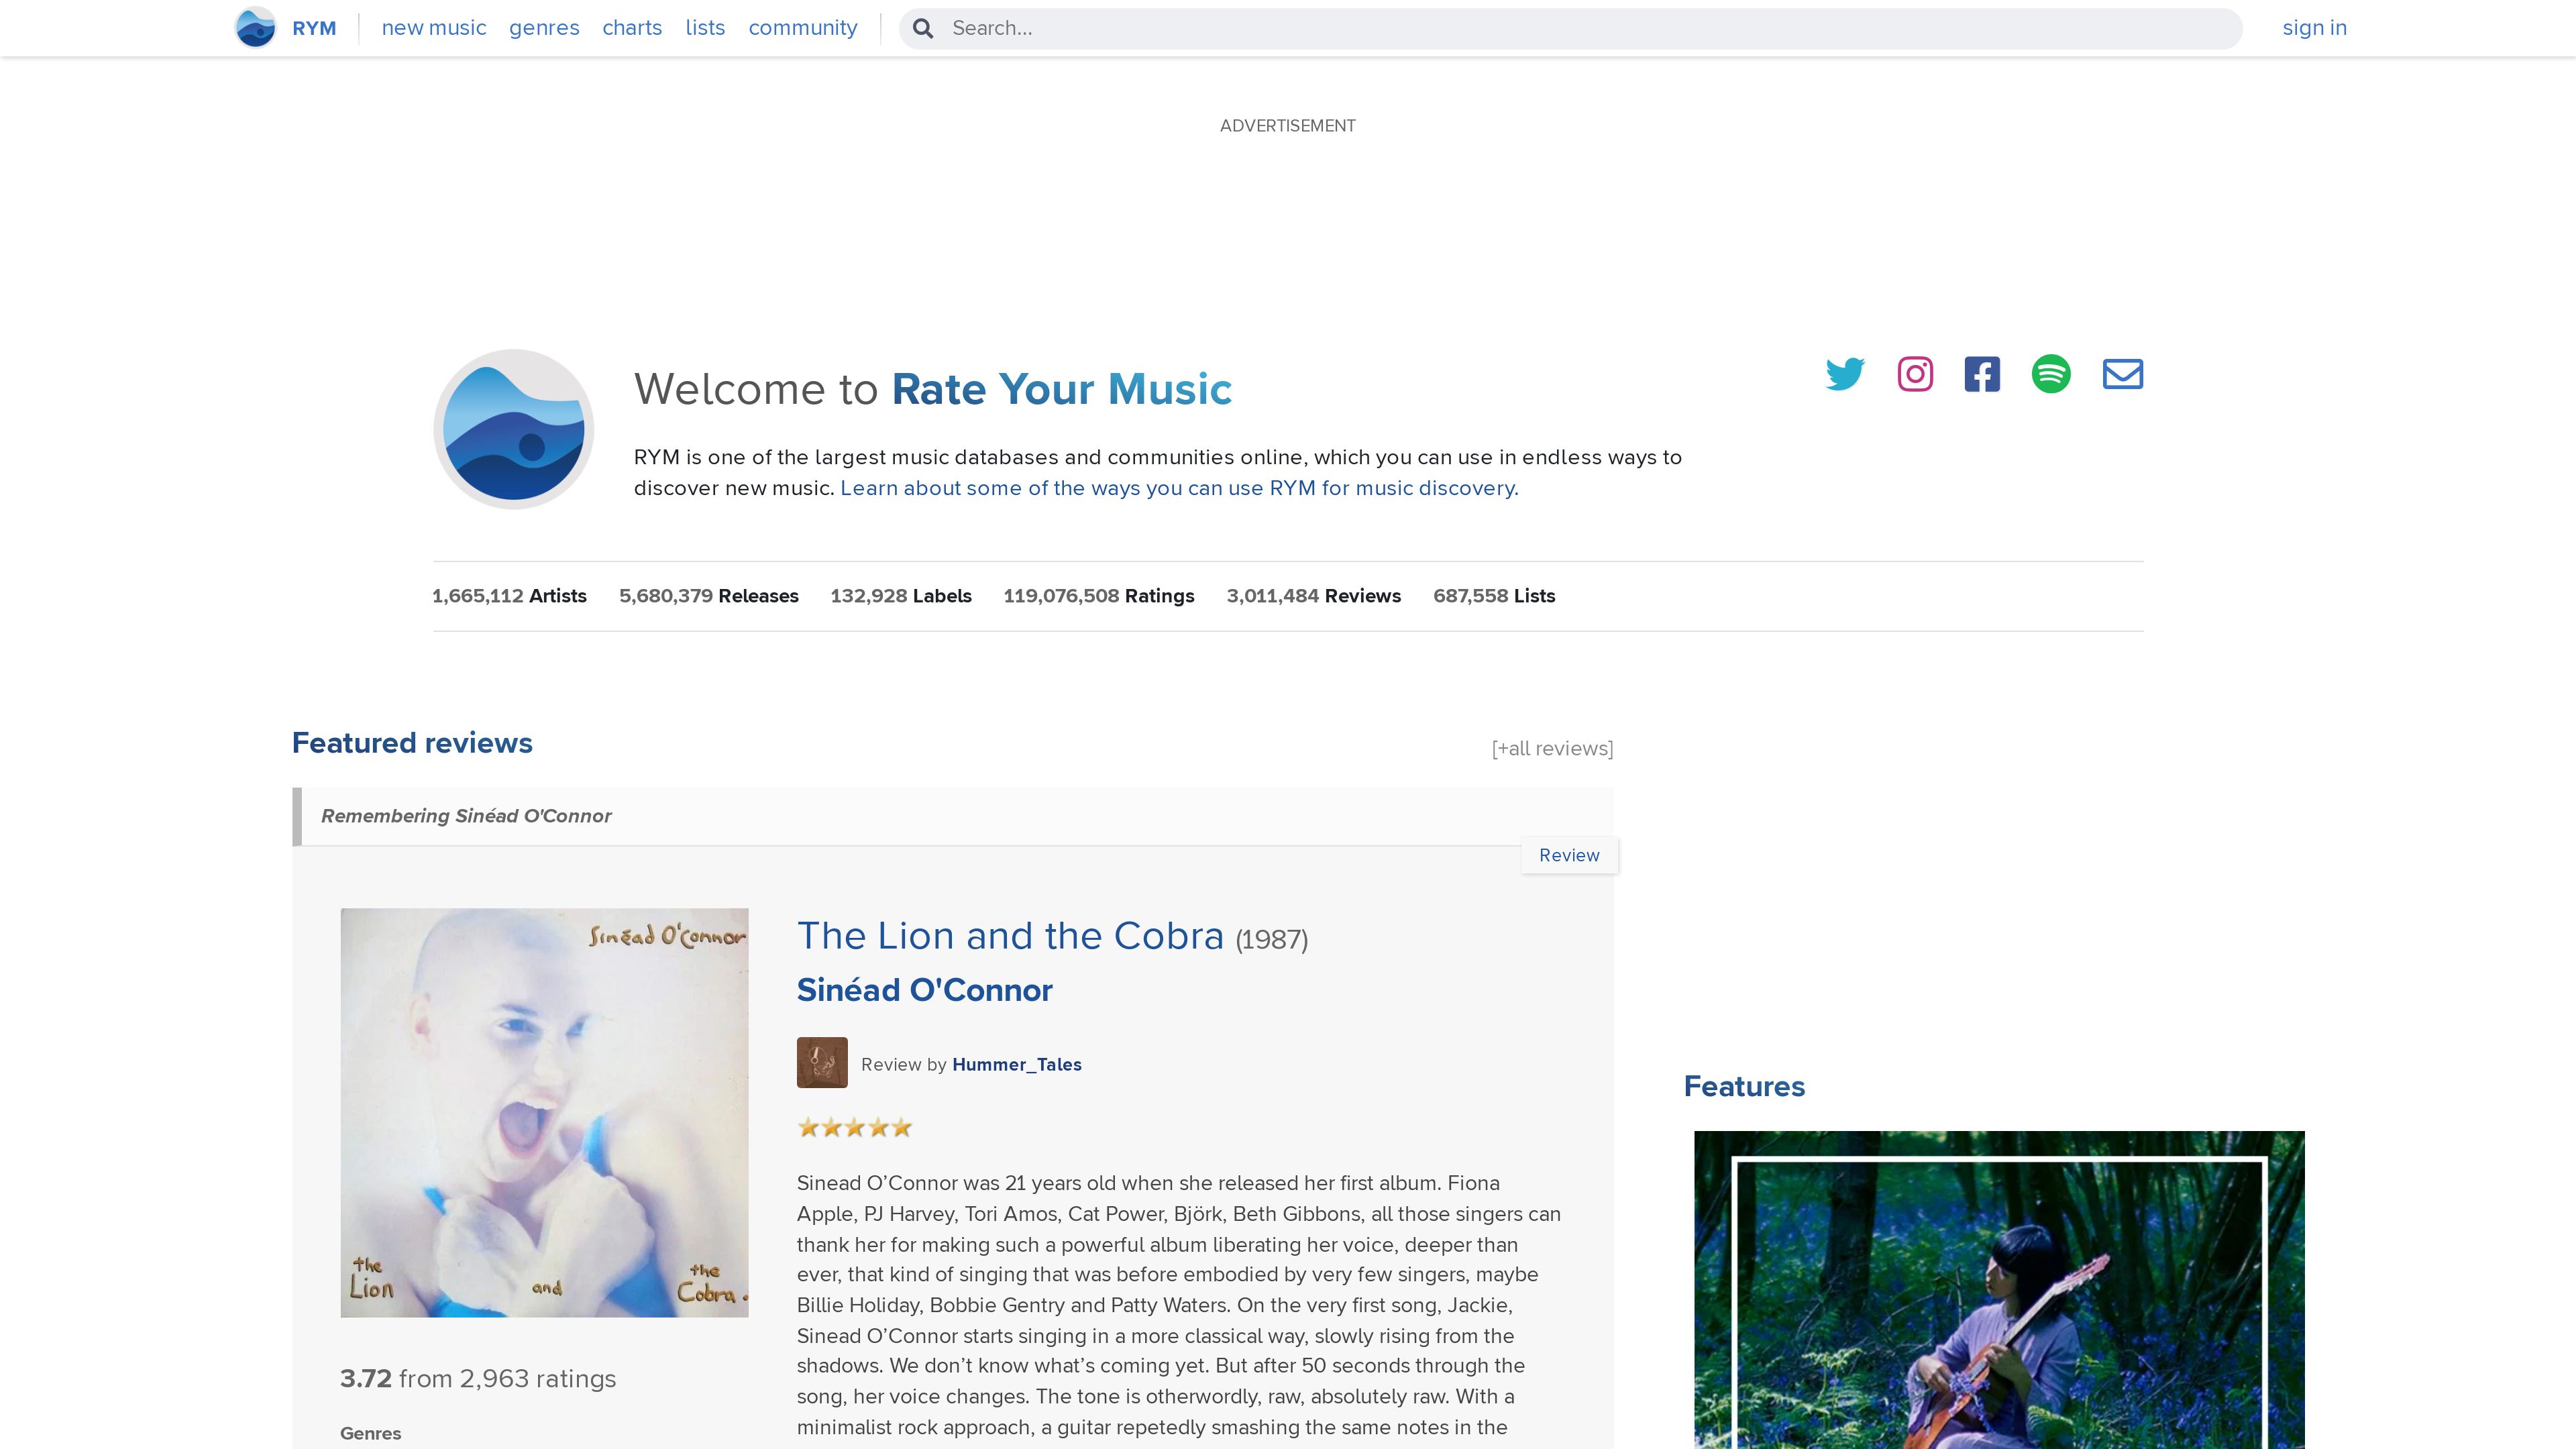 RYM
new music genres charts lists community
Search...
sign in
ADVERTISEMENT
Welcome to Rate Your Music
RYM is one of the largest music databases and communities online, which you can use in endless ways to
discover new music. Learn about some of the ways you can use RYM for music discovery.
1,665,112 Artists 5,680,379 Releases 132,928 Labels 119,076,508 Ratings 3,011,484 Reviews 687,558 Lists
Featured reviews
[+all reviews]
Remembering Sinéad O'Connor
Review
Sinéad O'Connor
the Lion and the Cobra.
3.72 from 2,963 ratings
Genres
The Lion and the Cobra (1987)
Sinéad O'Connor
Review by Hummer_Tales
Sinead O’Connor was 21 years old when she released her first album. Fiona
Apple, PJ Harvey, Tori Amos, Cat Power, Björk, Beth Gibbons, all those singers can
thank her for making such a powerful album liberating her voice, deeper than
ever, that kind of singing that was before embodied by very few singers, maybe
Billie Holiday, Bobbie Gentry and Patty Waters. On the very first song, Jackie,
Sinead O’Connor starts singing in a more classical way, slowly rising from the
shadows. We don’t know what’s coming yet. But after 50 seconds through the
song, her voice changes. The tone is otherwordly, raw, absolutely raw. With a
minimalist rock approach, a guitar repetedly smashing the same notes in the
Features